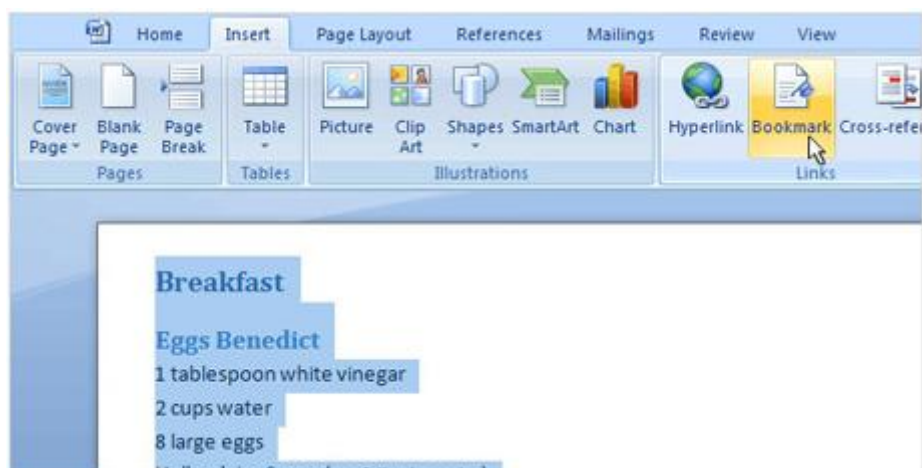 Home Insert Page Layout References Mailings Review View
Cover Page Blank Page Page Break Table Picture Clip Art Shapes SmartArt Chart Hyperlink Bookmark Cross-refe
Pages Tables Illustrations Links
Breakfast
Eggs Benedict
1 tablespoon white vinegar
2 cups water
8 large eggs